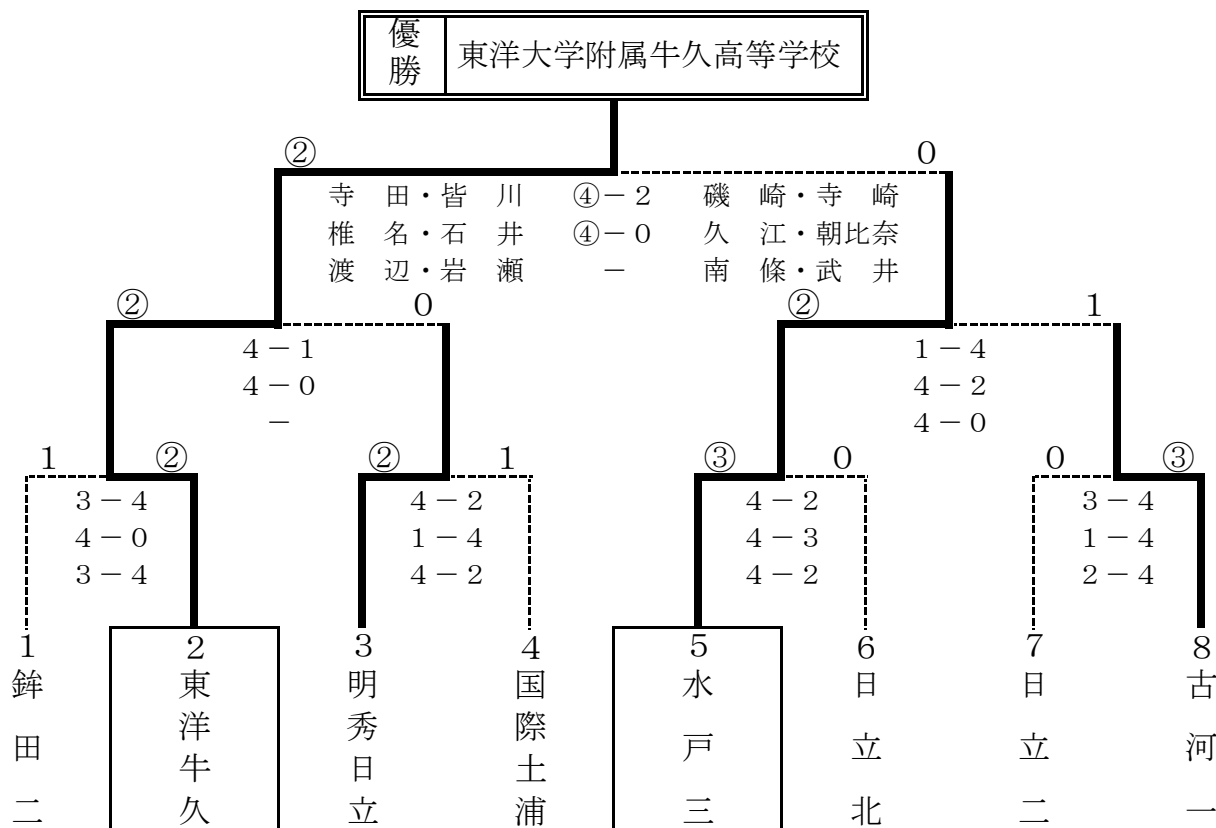 優勝 東洋大学附属牛久高等学校
② 0
寺 田・皆 川 ④－2 磯 崎・寺 崎
椎 名・石 井 ④－0 久 江・朝比奈
渡 辺・岩 瀬 － 南 條・武 井
② 0 ② 1
4－1 1－4
4－0 4－2
－ 4－0
1 ② ② 1 ③ 0 0 ③
3－4 4－2 4－2 3－4
4－0 1－4 4－3 1－4
3－4 4－2 4－2 2－4
1 2 3 4 5 6 7 8
鉾田二
東洋牛久
明秀日立
国際土浦
水戸三
日立北
日立二
古河一